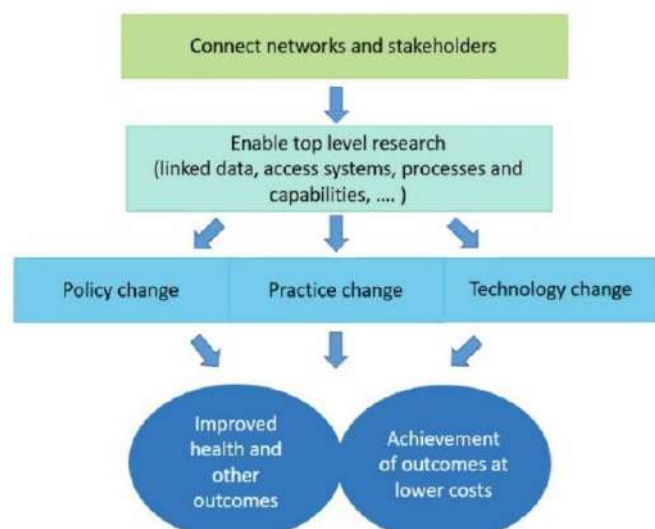 Connect networks and stakeholders
Enable top level research
(linked data, access systems, processes and
capabilities, .... )
Policy change
Practice change
Technology change
Improved
health and
other
outcomes
Achievement
of outcomes at
lower costs